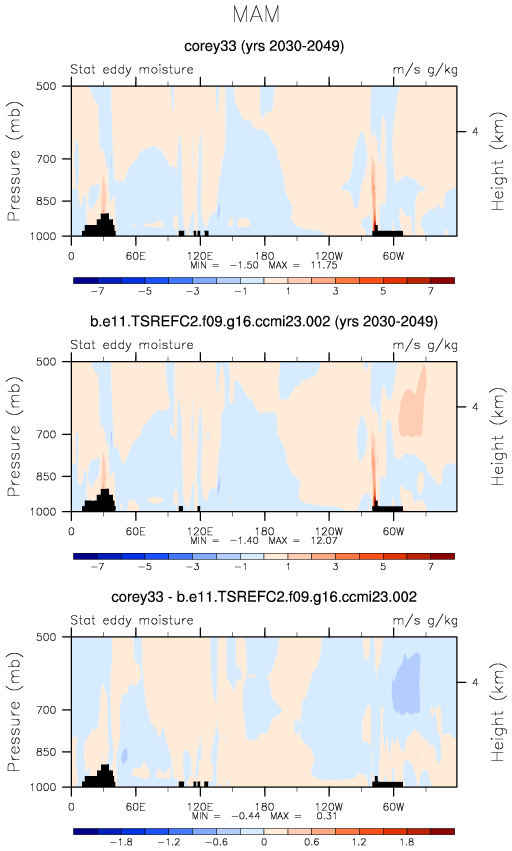 MAM
corey33 (yrs 2030-2049)
Stat eddy moisture m/s g/kg
500
700
850
1000
Pressure (mb)
4
Height (km)
0 60E 120E 180 120W 60W
MIN = -1.50 MAX = 11.75
-7 -5 -3 -1 1 3 5 7
b.e11.TSREFC2.f09.g16.ccmi23.002 (yrs 2030-2049)
Stat eddy moisture m/s g/kg
500
700
850
1000
Pressure (mb)
4
Height (km)
0 60E 120E 180 120W 60W
MIN = -1.40 MAX = 12.07
-7 -5 -3 -1 1 3 5 7
corey33 - b.e11.TSREFC2.f09.g16.ccmi23.002
Stat eddy moisture m/s g/kg
500
700
850
1000
Pressure (mb)
4
Height (km)
0 60E 120E 180 120W 60W
MIN = -0.44 MAX = 0.31
-1.8 -1.2 -0.6 0 0.6 1.2 1.8